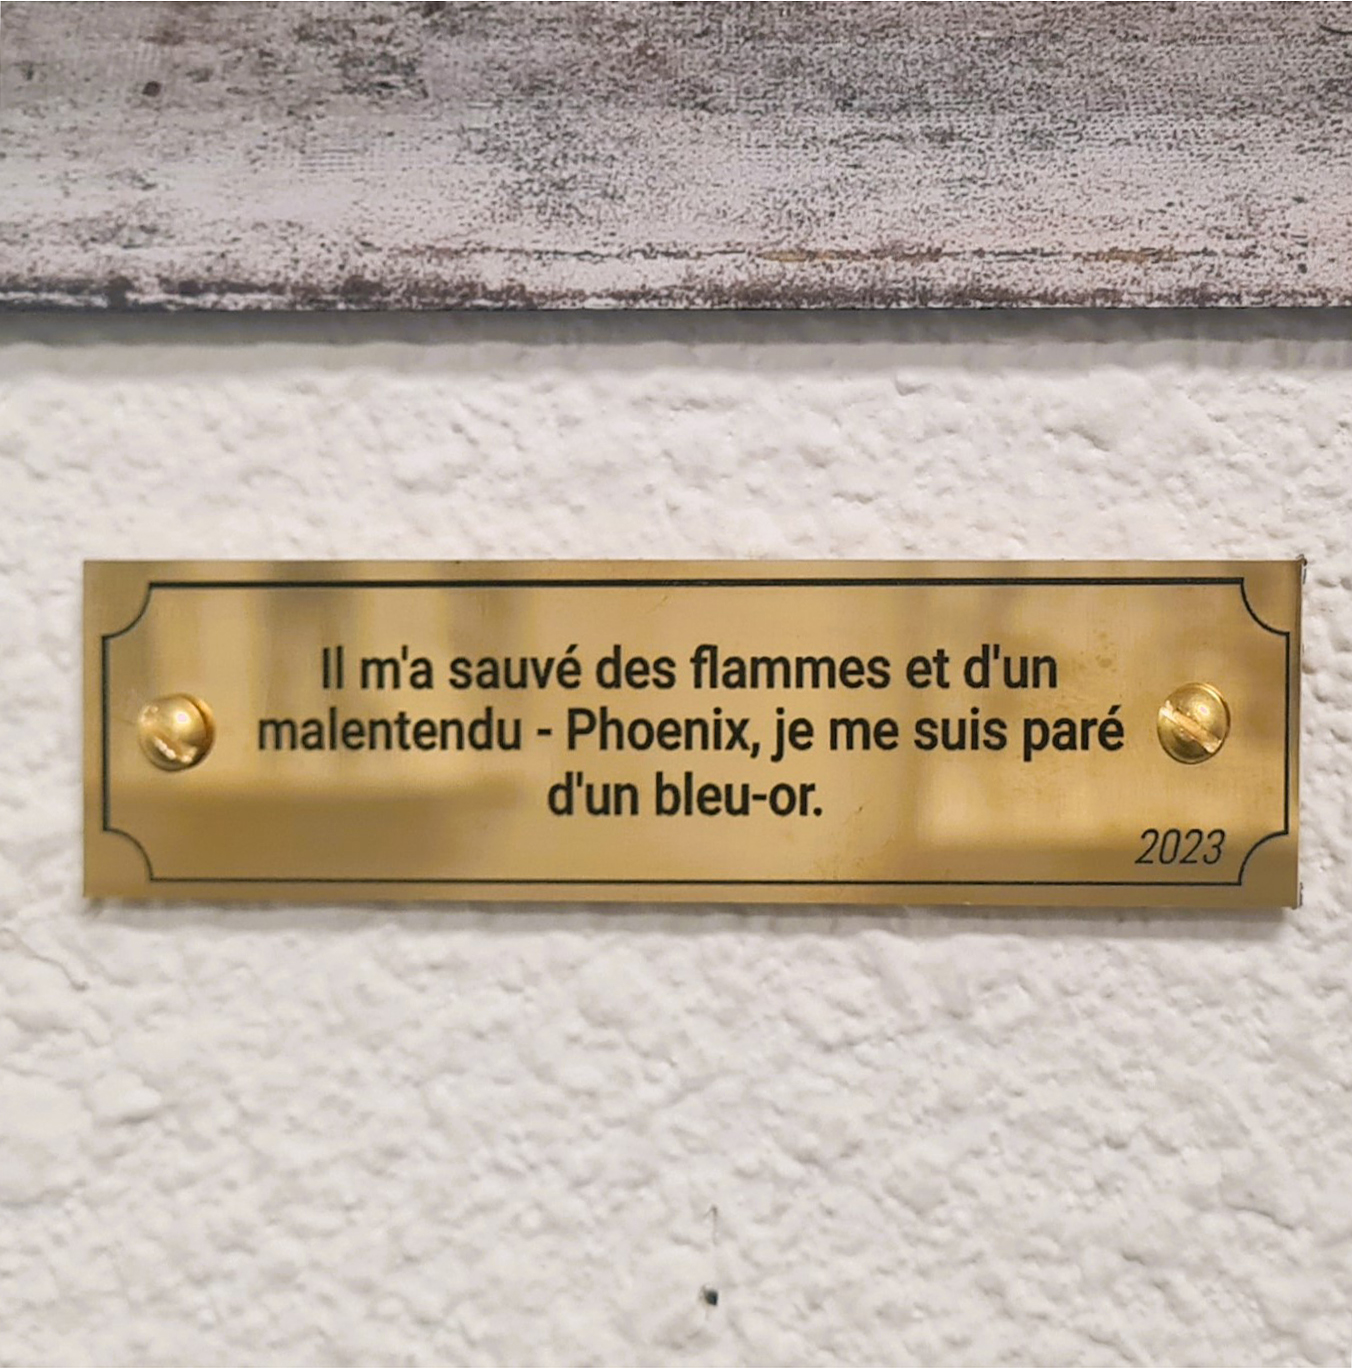 Il m'a sauvé des flammes et d'un
malentendu - Phoenix, je me suis paré
d'un bleu-or.
2023